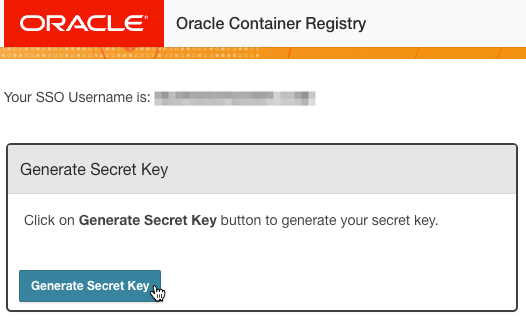 ORACLE Oracle Container Registry
Your SSO Username is:
Generate Secret Key
Click on Generate Secret Key button to generate your secret key.
Generate Secret Key